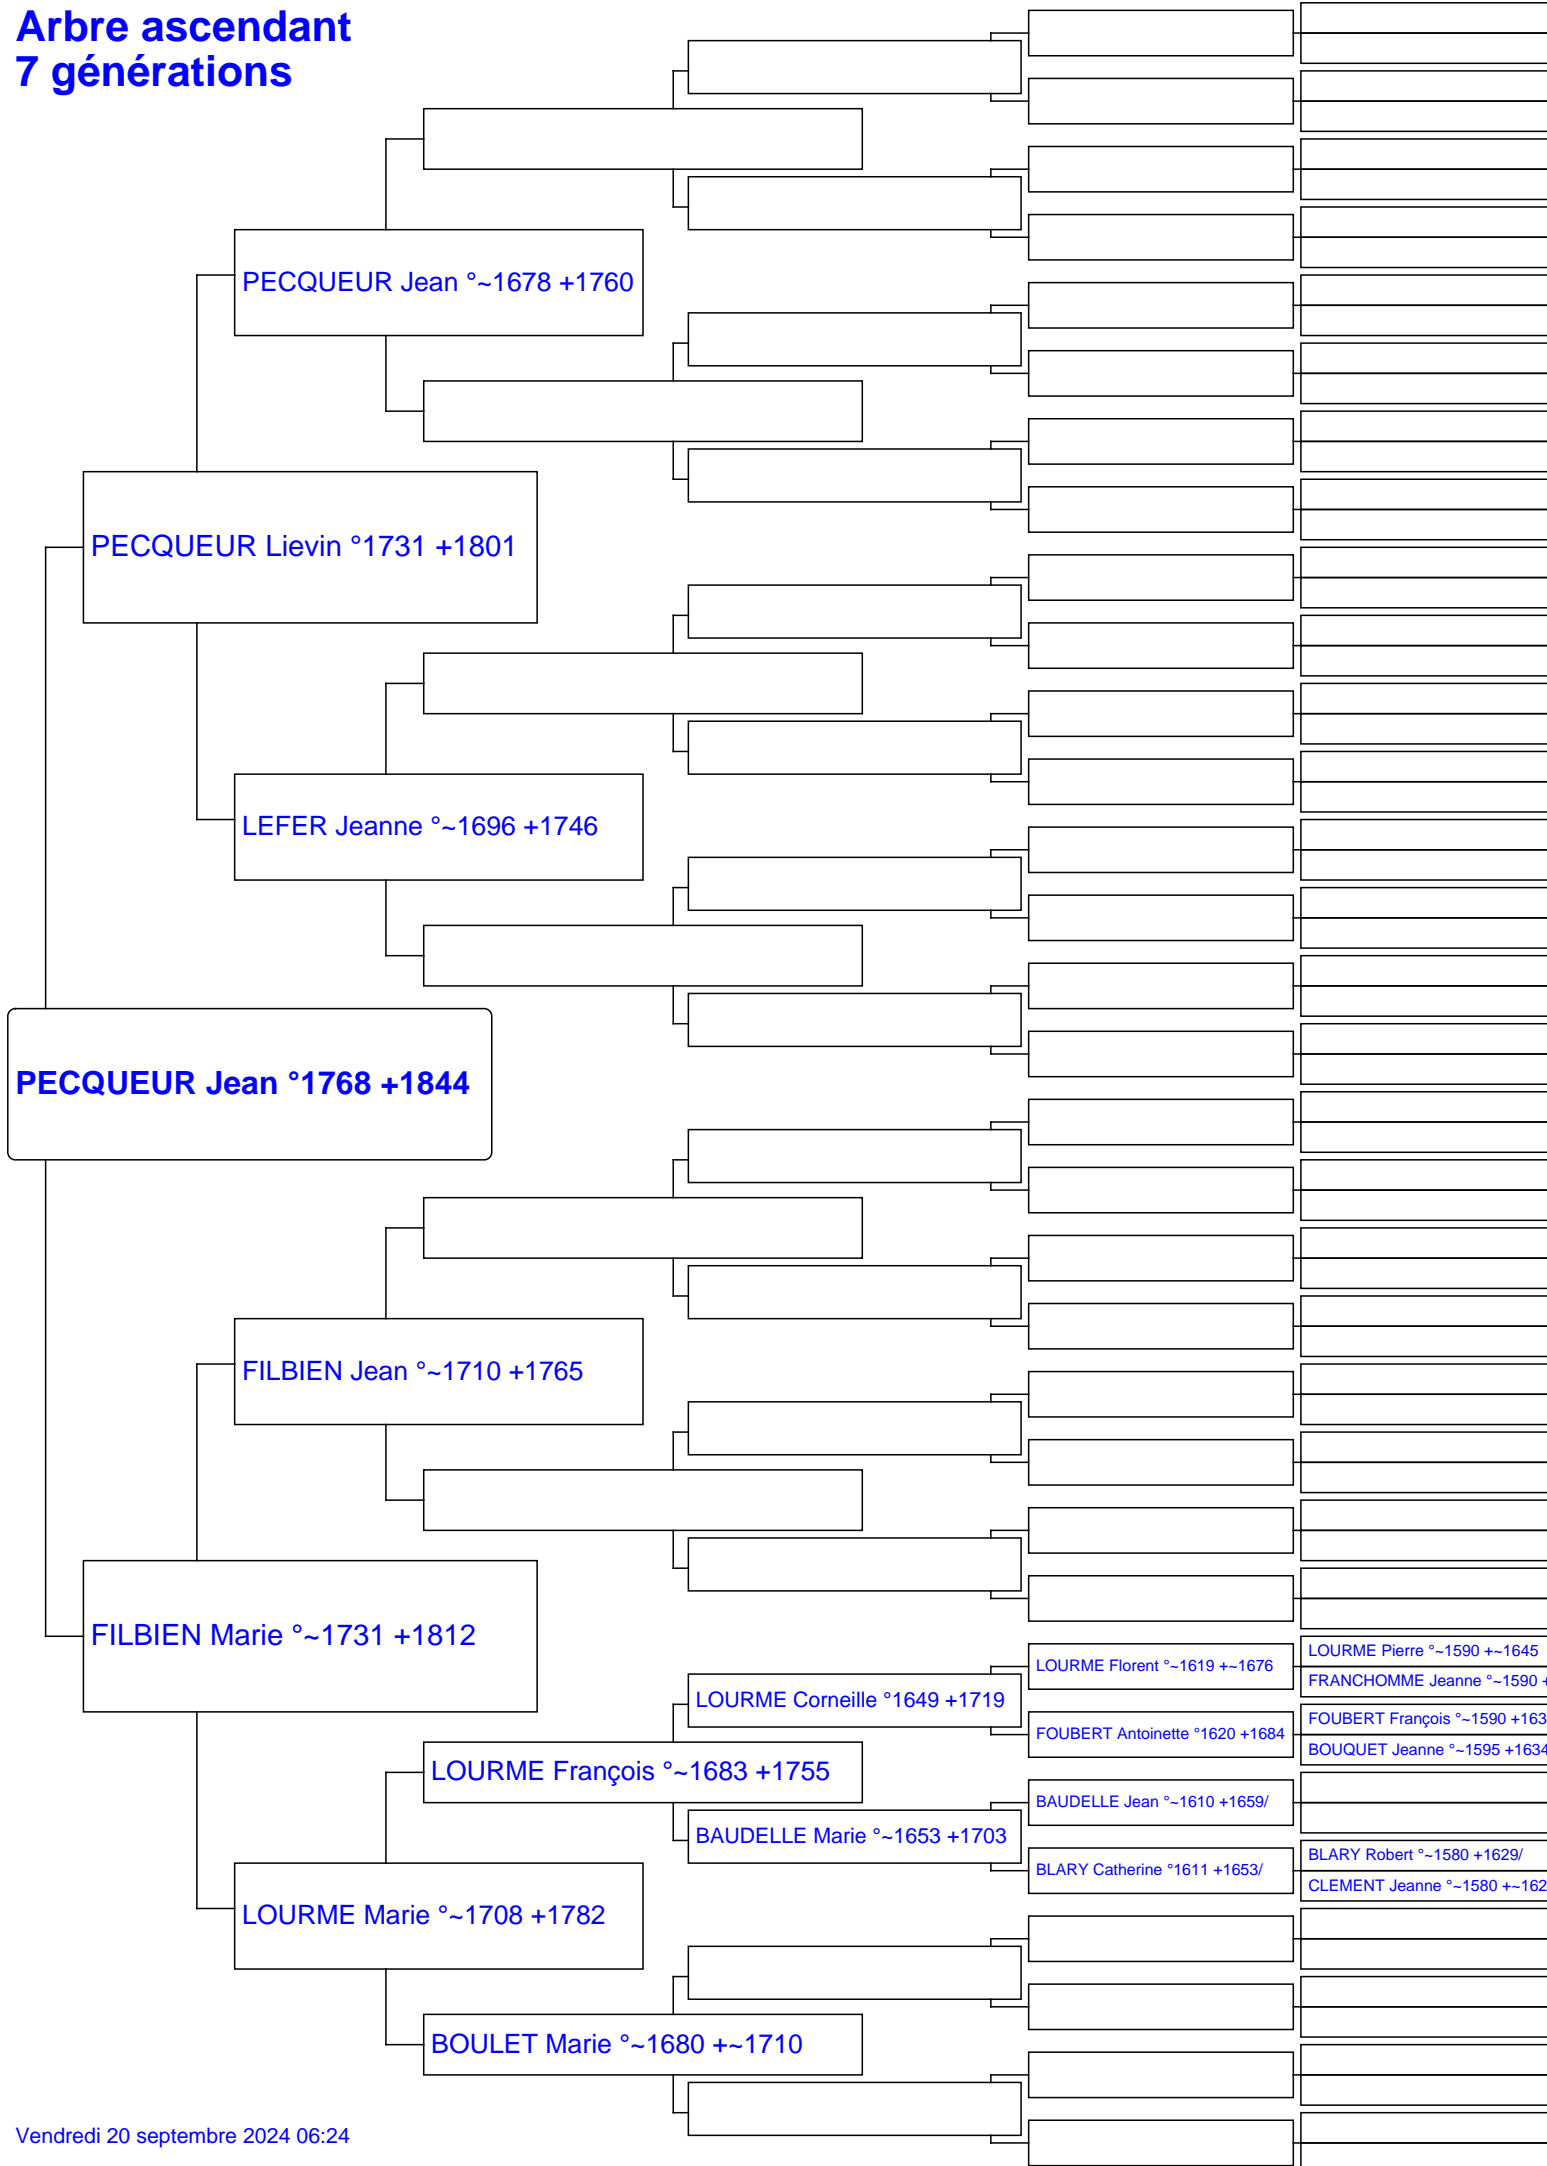 Arbre ascendant
7 générations
PECQUEUR Jean °~1678 +1760
PECQUEUR Lievin °1731 +1801
LEFER Jeanne °~1696 +1746
PECQUEUR Jean °1768 +1844
FILBIEN Jean °~1710 +1765
FILBIEN Marie °~1731 +1812
LOURME Pierre °~1590 +~1645
LOURME Florent °~1619 +~1676
FRANCHOMME Jeanne °~1590 +
LOURME Corneille °1649 +1719
FOUBERT François °~1590 +163
FOUBERT Antoinette °1620 +1684
BOUQUET Jeanne °~1595 +1634
LOURME François °~1683 +1755
BAUDELLE Jean °~1610 +1659/
BAUDELLE Marie °~1653 +1703
BLARY Robert °~1580 +1629/
BLARY Catherine °1611 +1653/
CLEMENT Jeanne °~1580 +~162
LOURME Marie °~1708 +1782
BOULET Marie °~1680 +~1710
Vendredi 20 septembre 2024 06:24